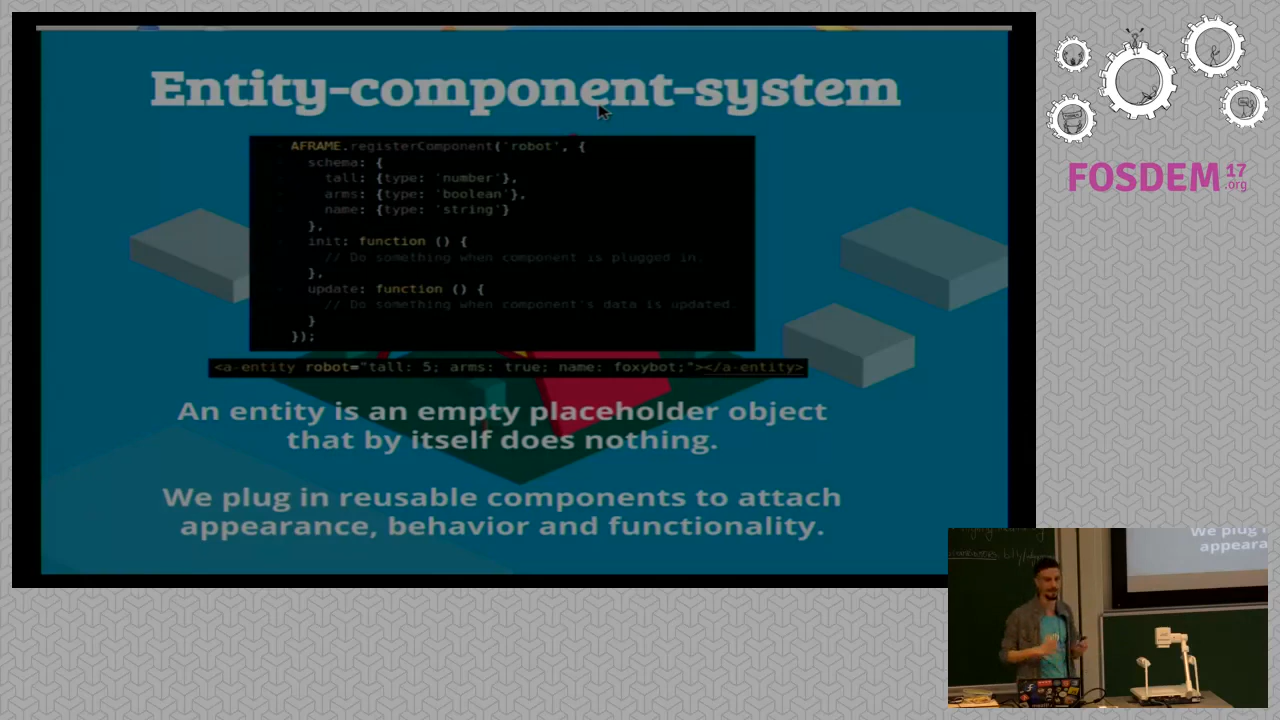 Entity-component-system
AFRAME.registerComponent('robot', {
schema: {
tall: {type: 'number'},
arms: {type: 'boolean'},
name: {type: 'string'}
},
init: function () {
// Do something when component is plugged in.
},
update: function () {
// Do something when component's data is updated.
}
});
<a-entity robot="tall: 5; arms: true; name: foxybot;"></a-entity>
An entity is an empty placeholder object
that by itself does nothing.
We plug in reusable components to attach
appearance, behavior and functionality.
FOSDEM 17
.org
We plug
appeara